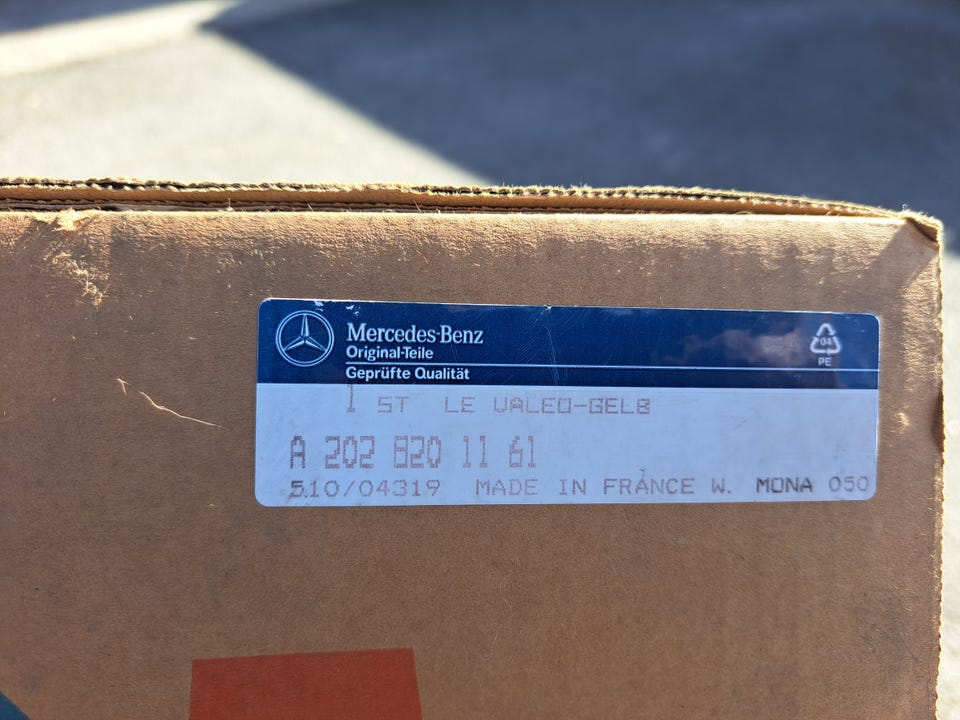 Mercedes-Benz
Original-Teile
Geprüfte Qualität
04
PE
1 ST LE VALEO-GELB
A 202 820 11 61
510/04319 MADE IN FRANCE W. MONA 050